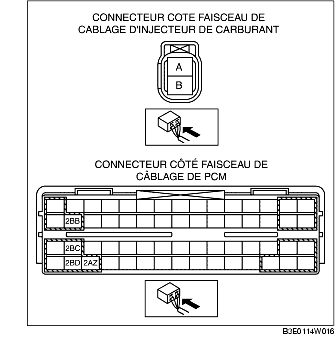 CONNECTEUR COTE FAISCEAU DE
CABLAGE D'INJECTEUR DE CARBURANT
A
B
CONNECTEUR CÔTÉ FAISCEAU DE
CÂBLAGE DE PCM
2BB
2BC
2BD 2AZ
B3E0114W016